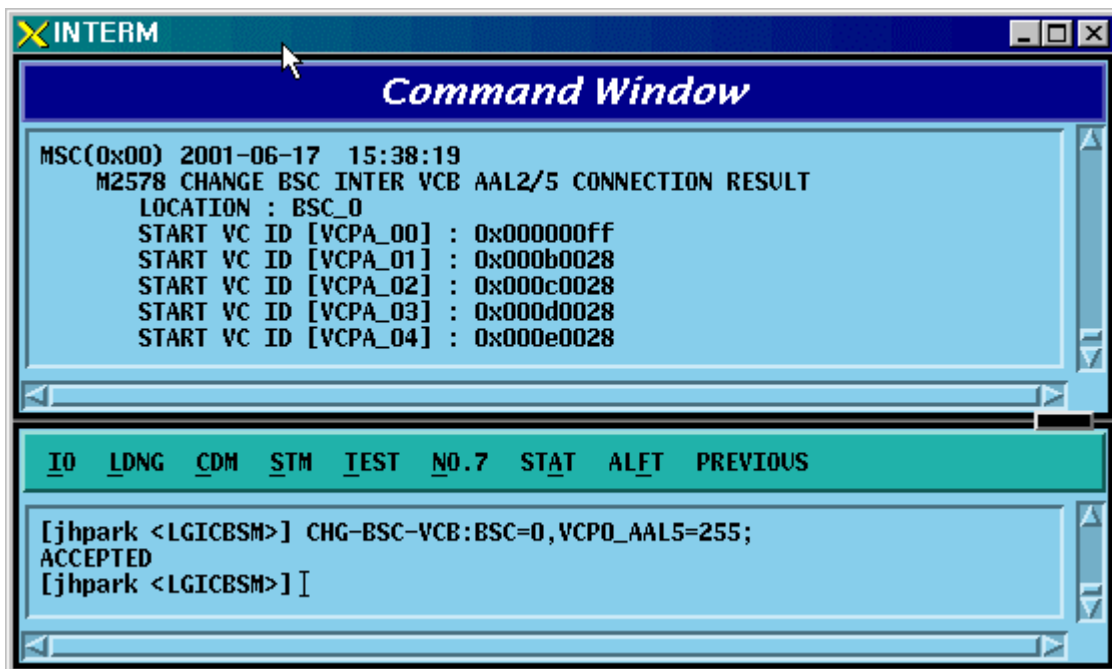 INTERM
Command Window
MSC(0x00) 2001-06-17 15:38:19
M2578 CHANGE BSC INTER VCB AAL2/5 CONNECTION RESULT
LOCATION : BSC_0
START VC ID [VCPA_00] : 0x000000ff
START VC ID [VCPA_01] : 0x000b0028
START VC ID [VCPA_02] : 0x000c0028
START VC ID [VCPA_03] : 0x000d0028
START VC ID [VCPA_04] : 0x000e0028
IO LDNG CDM STM TEST NO.7 STAT ALFT PREVIOUS
[jhpark <LGICBSM>] CHG-BSC-VCB:BSC=0,VCP0_AAL5=255;
ACCEPTED
[jhpark <LGICBSM>]